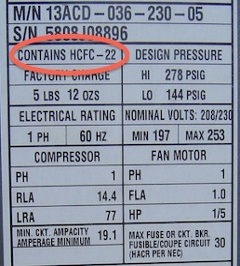 M/N 13ACD-036-230-05
S/N 5808J08896
CONTAINS HCFC-22 DESIGN PRESSURE
FACTORY CHARGE HI 278 PSIG
5 LBS 12 OZS LO 144 PSIG
ELECTRICAL RATING NOMINAL VOLTS: 208/230
1 PH 60 HZ MIN 197 MAX 253
COMPRESSOR FAN MOTOR
PH 1 PH 1
RLA 14.4 FLA 1.0
LRA 77 HP 1/5
MIN. CKT. AMPACITY 19.1 MAX FUSE OR CKT. BKR.
AMPERAGE MINIMUM FUSIBLE/COUPE CIRCUIT 30
(HACR PER NEC)